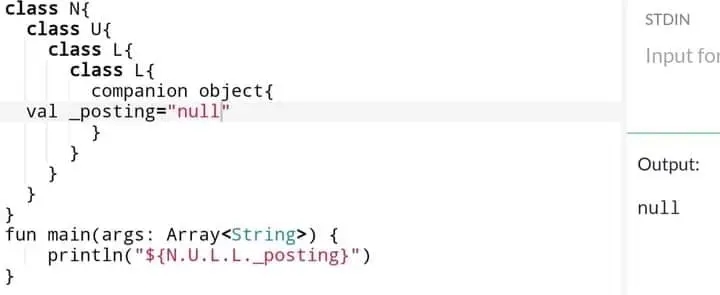 class N{
class U{
class L{
class L{
companion object{
val _posting="null"
}
}
}
}
}
fun main(args: Array<String>) {
println("${N.U.L.L._posting}")
}
STDIN
Input for
Output:
null